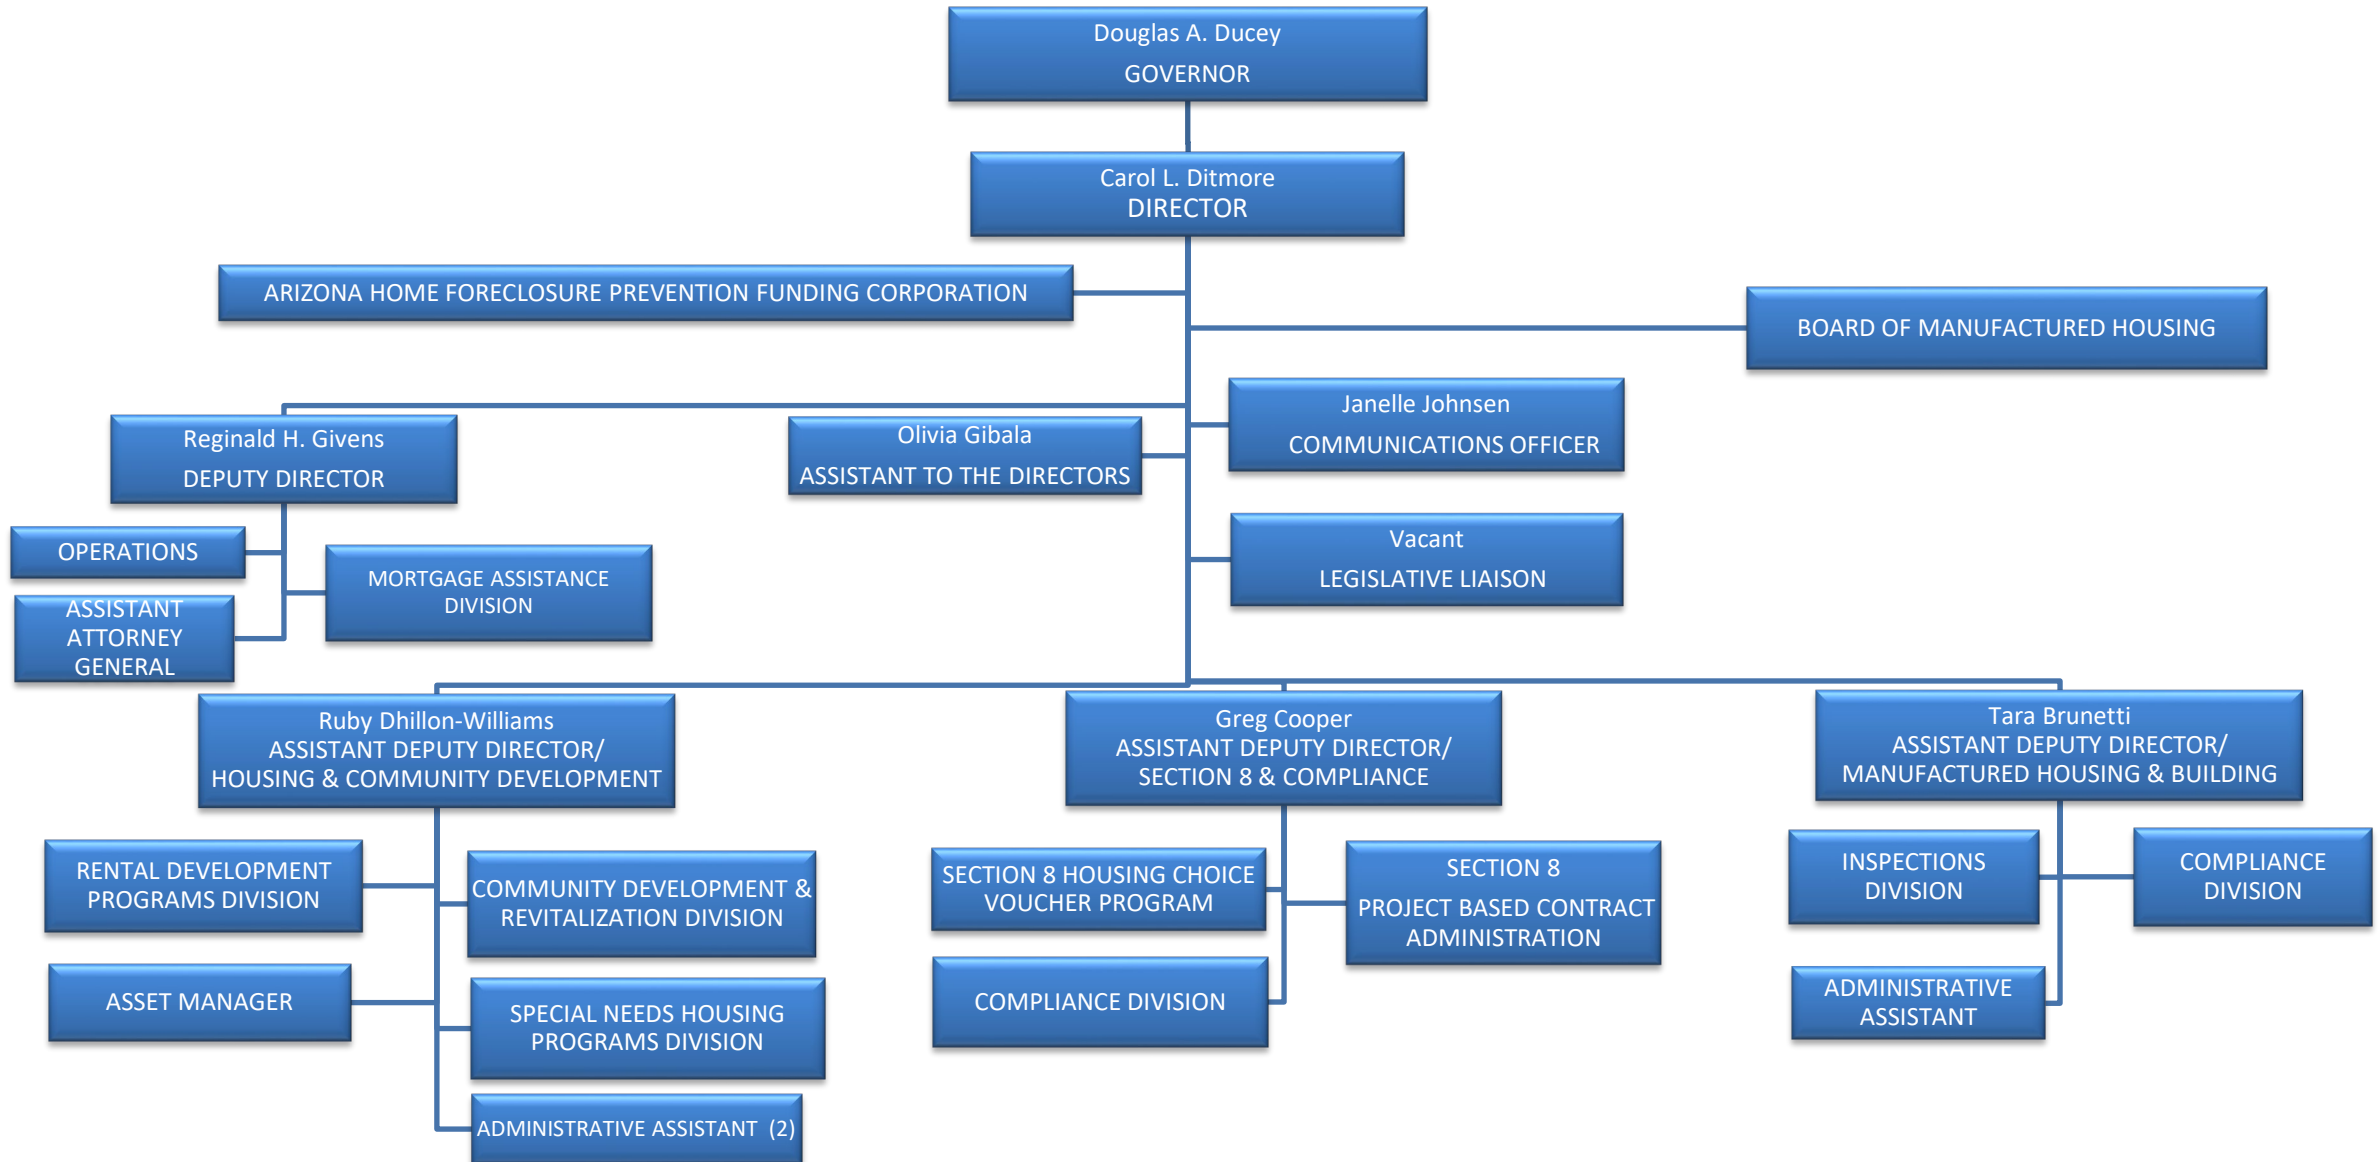 Douglas A. Ducey
GOVERNOR
Carol L. Ditmore
DIRECTOR
ARIZONA HOME FORECLOSURE PREVENTION FUNDING CORPORATION
BOARD OF MANUFACTURED HOUSING
Reginald H. Givens
DEPUTY DIRECTOR
Olivia Gibala
ASSISTANT TO THE DIRECTORS
Janelle Johnsen
COMMUNICATIONS OFFICER
OPERATIONS
MORTGAGE ASSISTANCE
DIVISION
ASSISTANT
ATTORNEY
GENERAL
Vacant
LEGISLATIVE LIAISON
Ruby Dhillon-Williams
ASSISTANT DEPUTY DIRECTOR/
HOUSING & COMMUNITY DEVELOPMENT
Greg Cooper
ASSISTANT DEPUTY DIRECTOR/
SECTION 8 & COMPLIANCE
Tara Brunetti
ASSISTANT DEPUTY DIRECTOR/
MANUFACTURED HOUSING & BUILDING
RENTAL DEVELOPMENT
PROGRAMS DIVISION
COMMUNITY DEVELOPMENT &
REVITALIZATION DIVISION
ASSET MANAGER
SPECIAL NEEDS HOUSING
PROGRAMS DIVISION
ADMINISTRATIVE ASSISTANT (2)
SECTION 8 HOUSING CHOICE
VOUCHER PROGRAM
SECTION 8
PROJECT BASED CONTRACT
ADMINISTRATION
COMPLIANCE DIVISION
INSPECTIONS
DIVISION
COMPLIANCE
DIVISION
ADMINISTRATIVE
ASSISTANT